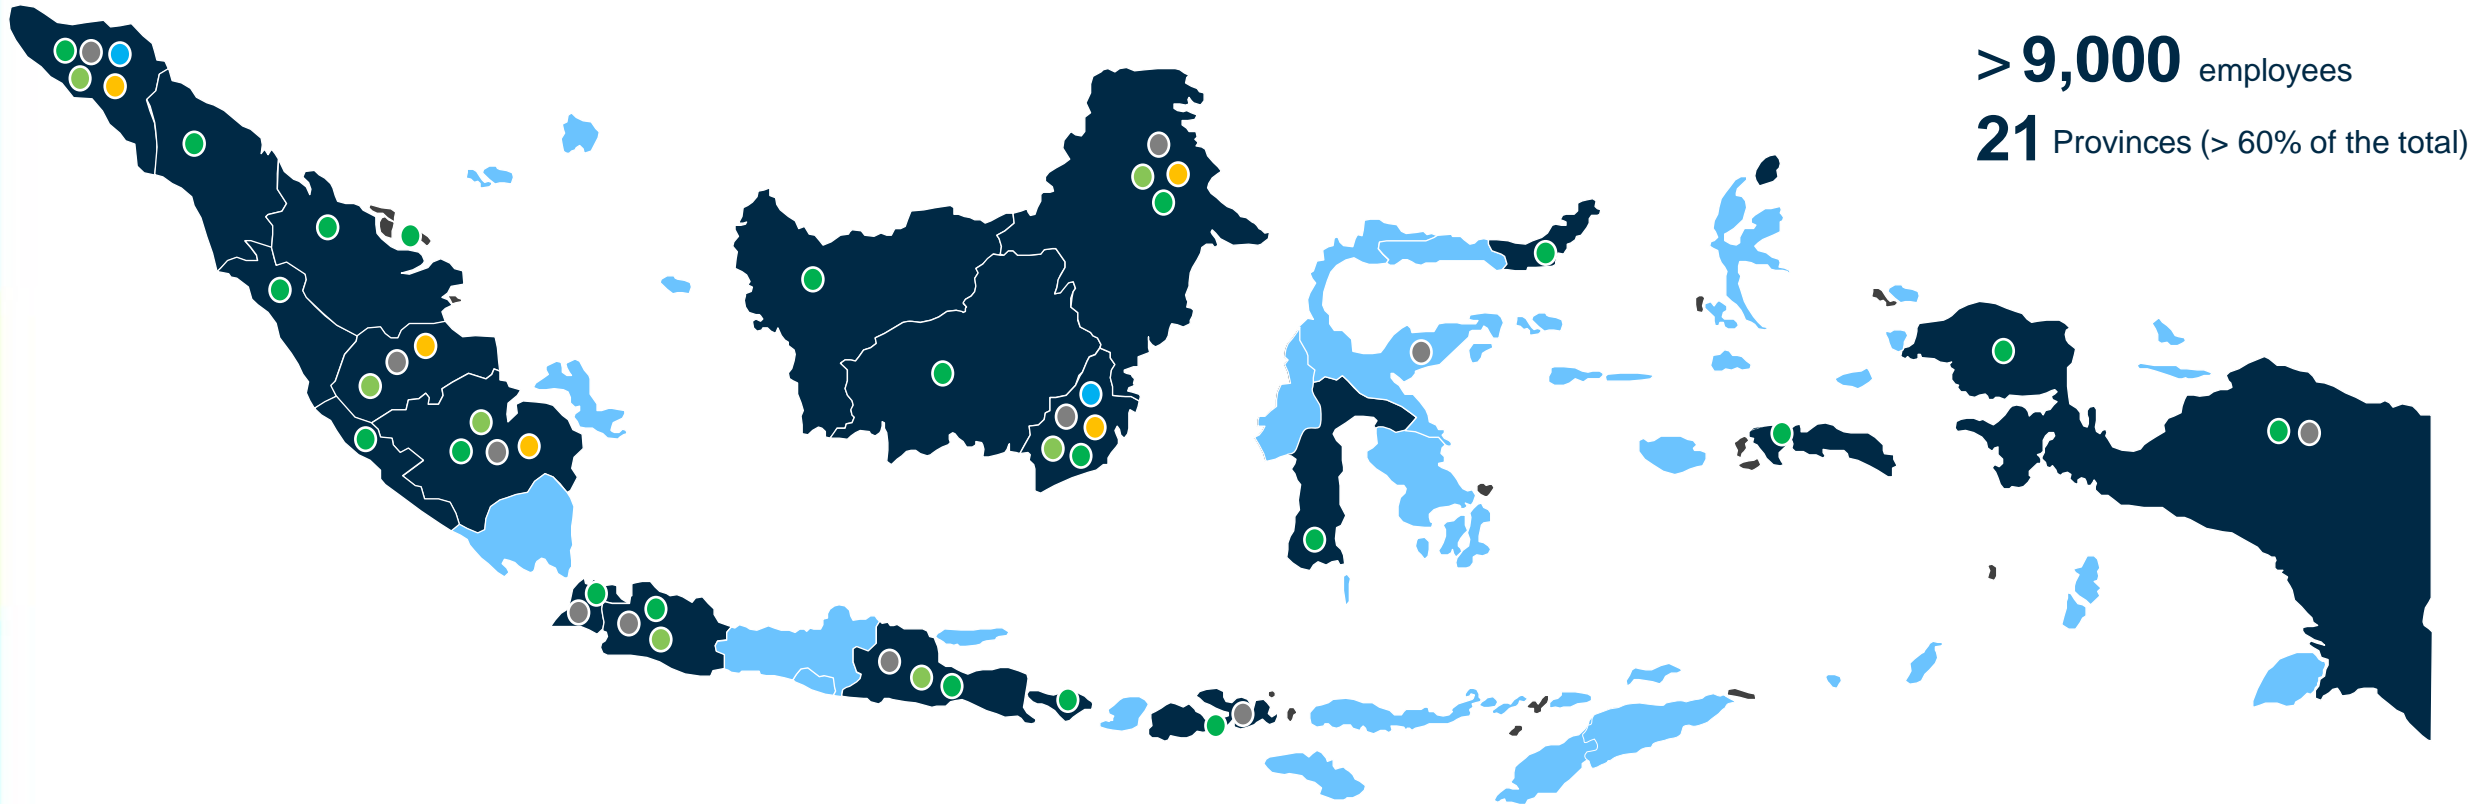 > 9,000 employees
21 Provinces (> 60% of the total)